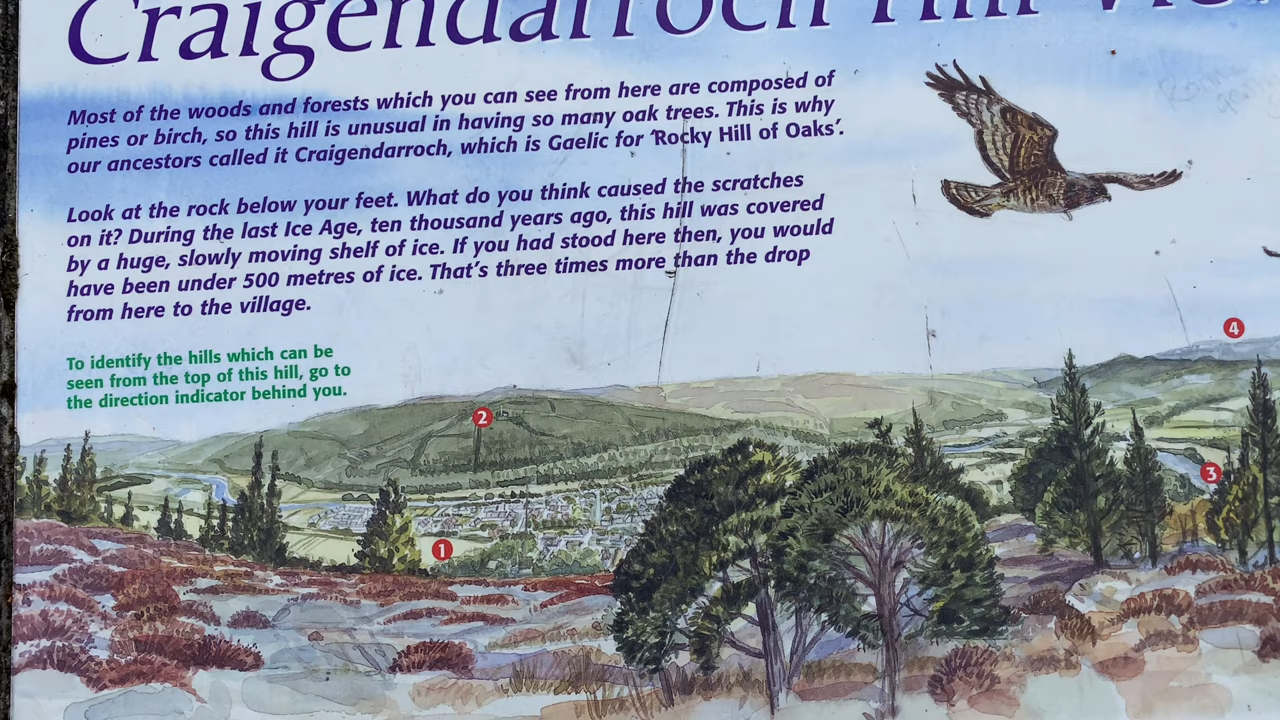 Craigendarroch Hill
Most of the woods and forests which you can see from here are composed of
pines or birch, so this hill is unusual in having so many oak trees. This is why
our ancestors called it Craigendarroch, which is Gaelic for 'Rocky Hill of Oaks'.
Look at the rock below your feet. What do you think caused the scratches
on it? During the last Ice Age, ten thousand years ago, this hill was covered
by a huge, slowly moving shelf of ice. If you had stood here then, you would
have been under 500 metres of ice. That's three times more than the drop
from here to the village.
To identify the hills which can be
seen from the top of this hill, go to
the direction indicator behind you.
4
2
3
1